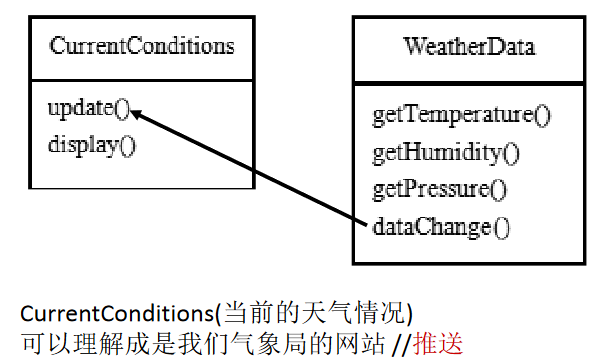 CurrentConditions
update()
display()
WeatherData
getTemperature()
getHumidity()
getPressure()
dataChange()
CurrentConditions(当前的天气情况)
可以理解成是我们气象局的网站 //推送